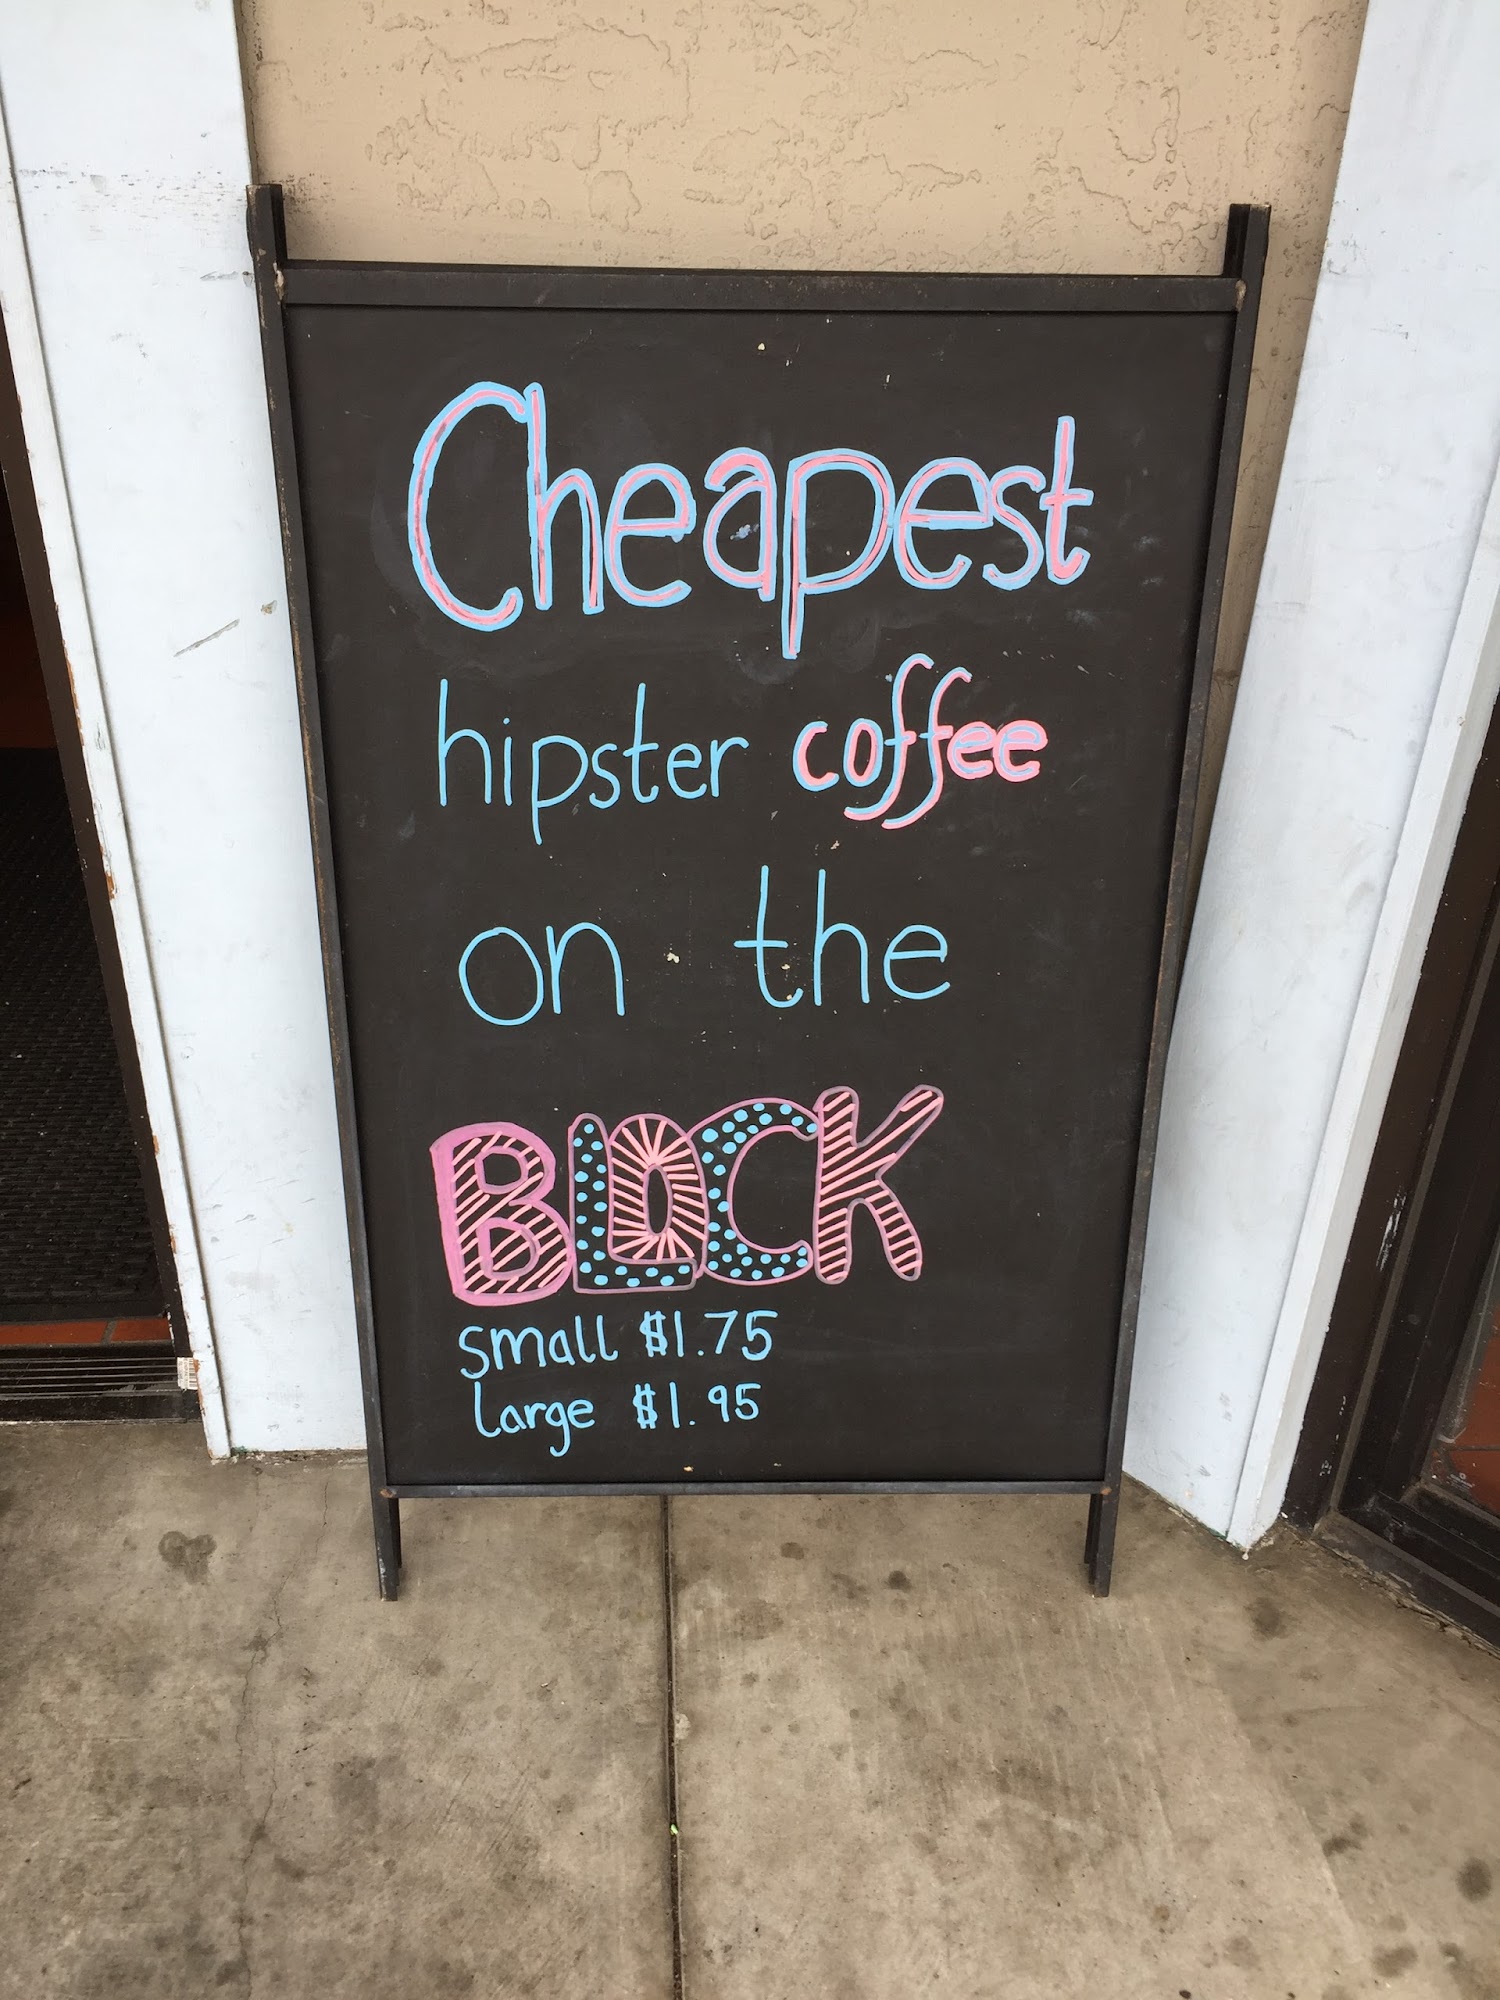 Cheapest
hipster coffee
on the
BLOCK
small $1.75
large $1.95